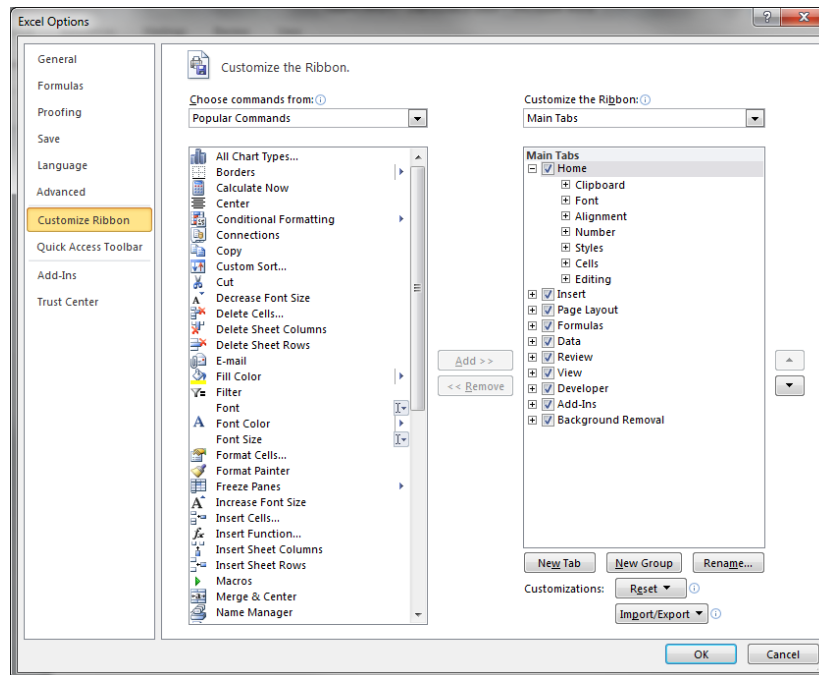 Excel Options
General
Formulas
Proofing
Save
Language
Advanced
Customize Ribbon
Quick Access Toolbar
Add-Ins
Trust Center
Customize the Ribbon.
Choose commands from:
Popular Commands
All Chart Types...
Borders
Calculate Now
Center
Conditional Formatting
Connections
Copy
Custom Sort...
Cut
Decrease Font Size
Delete Cells...
Delete Sheet Columns
Delete Sheet Rows
E-mail
Fill Color
Filter
Font
Font Color
Font Size
Format Cells...
Format Painter
Freeze Panes
Increase Font Size
Insert Cells...
Insert Function...
Insert Sheet Columns
Insert Sheet Rows
Macros
Merge & Center
Name Manager
Add >>
<< Remove
Customize the Ribbon:
Main Tabs
Main Tabs
Home
Clipboard
Font
Alignment
Number
Styles
Cells
Editing
Insert
Page Layout
Formulas
Data
Review
View
Developer
Add-Ins
Background Removal
New Tab
New Group
Rename...
Customizations:
Reset
Import/Export
OK
Cancel